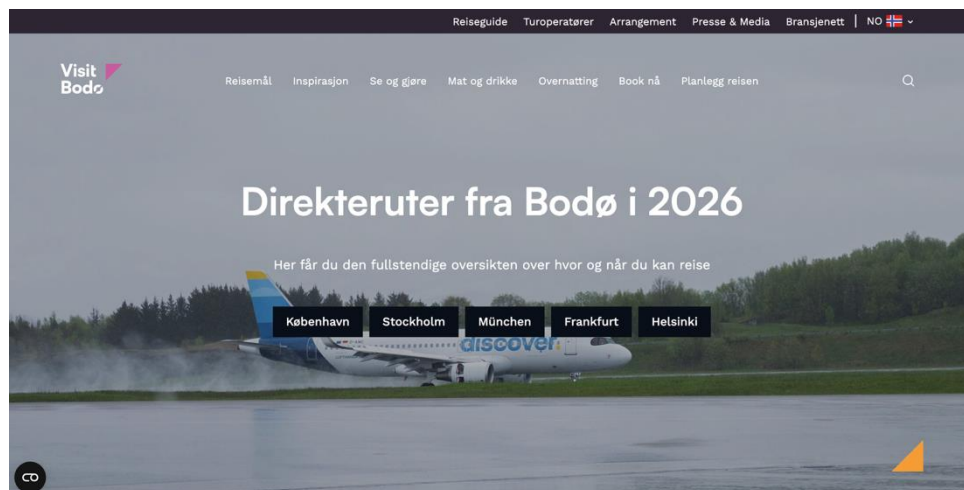 Reiseguide Turoperatører Arrangement Presse & Media Bransjenett | NO
Visit
Bodø
Reisemål Inspirasjon Se og gjøre Mat og drikke Overnatting Book nå Planlegg reisen
Direkteruter fra Bodø i 2026
Her får du den fullstendige oversikten over hvor og når du kan reise
København Stockholm München Frankfurt Helsinki
discover